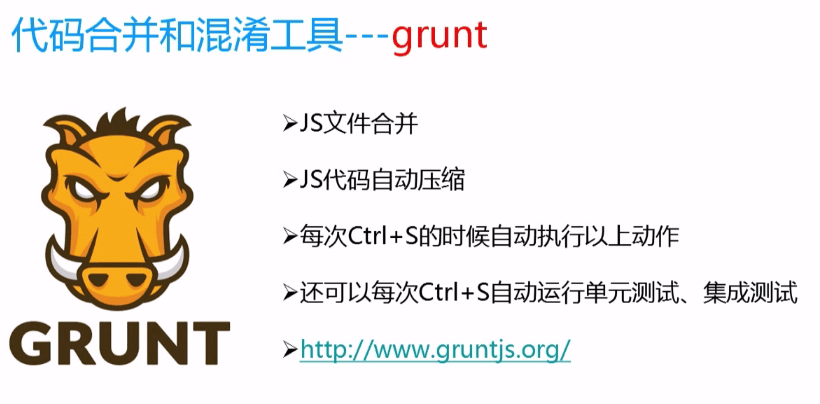 代码合并和混淆工具---grunt
➢JS文件合并
➢JS代码自动压缩
➢每次Ctrl+S的时候自动执行以上动作
➢还可以每次Ctrl+S自动运行单元测试、集成测试
➢http://www.gruntjs.org/
GRUNT